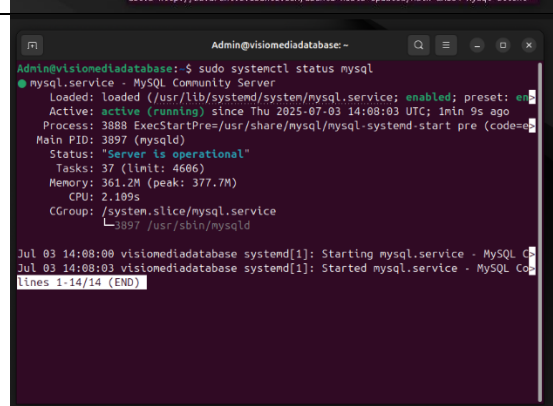 Admin@visiomediadatabase: ~
Admin@visiomediadatabase:~$ sudo systemctl status mysql
● mysql.service - MySQL Community Server
Loaded: loaded (/usr/lib/systemd/system/mysql.service; enabled; preset: en>
Active: active (running) since Thu 2025-07-03 14:08:03 UTC; 1min 9s ago
Process: 3888 ExecStartPre=/usr/share/mysql/mysql-systemd-start pre (code=e>
Main PID: 3897 (mysqld)
Status: "Server is operational"
Tasks: 37 (limit: 4606)
Memory: 361.2M (peak: 377.7M)
CPU: 2.109s
CGroup: /system.slice/mysql.service
└─3897 /usr/sbin/mysqld
Jul 03 14:08:00 visiomediadatabase systemd[1]: Starting mysql.service - MySQL C>
Jul 03 14:08:03 visiomediadatabase systemd[1]: Started mysql.service - MySQL Co>
lines 1-14/14 (END)